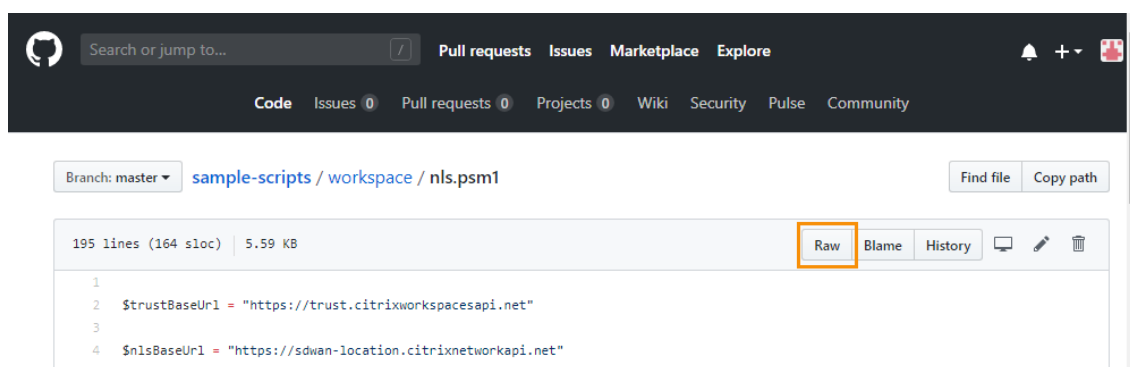 Search or jump to... / Pull requests Issues Marketplace Explore
Code Issues 0 Pull requests 0 Projects 0 Wiki Security Pulse Community
Branch: master sample-scripts / workspace / nls.psm1 Find file Copy path
195 lines (164 sloc) 5.59 KB Raw Blame History
1
2 $trustBaseUrl = "https://trust.citrixworkspacesapi.net"
3
4 $nlsBaseUrl = "https://sdwan-location.citrixnetworkapi.net"